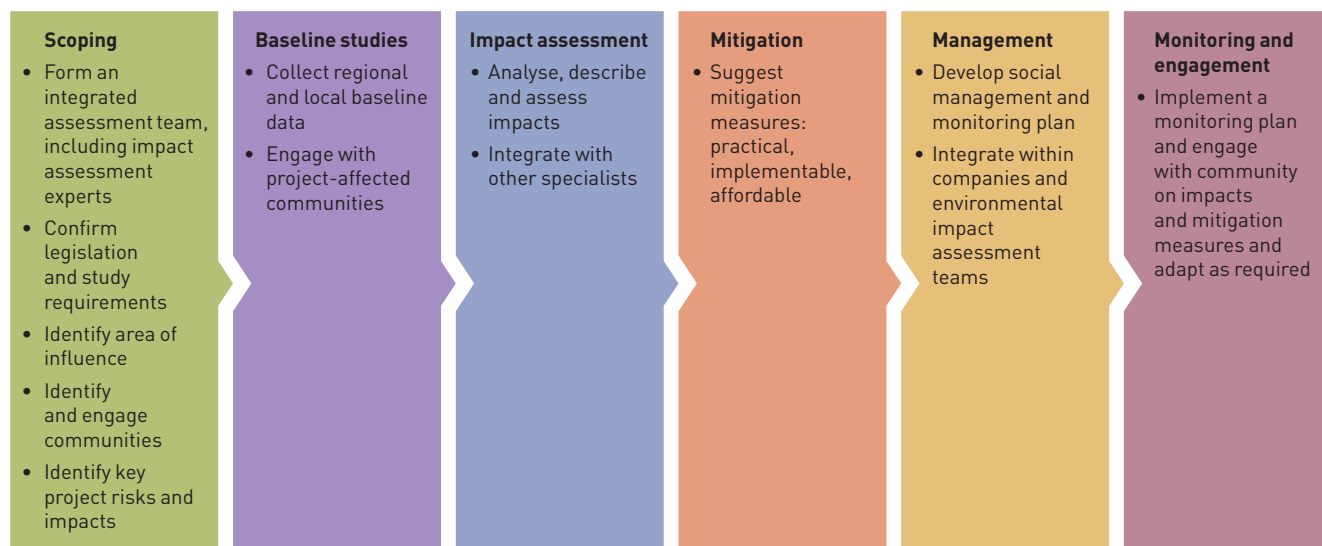 Scoping
• Form an
integrated
assessment team,
including impact
assessment
experts
• Confirm
legislation
and study
requirements
• Identify area of
influence
• Identify
and engage
communities
• Identify key
project risks and
impacts
Baseline studies
• Collect regional
and local baseline
data
• Engage with
project-affected
communities
Impact assessment
• Analyse, describe
and assess
impacts
• Integrate with
other specialists
Mitigation
• Suggest
mitigation
measures:
practical,
implementable,
affordable
Management
• Develop social
management and
monitoring plan
• Integrate within
companies and
environmental
impact
assessment
teams
Monitoring and
engagement
• Implement a
monitoring plan
and engage
with community
on impacts
and mitigation
measures and
adapt as required